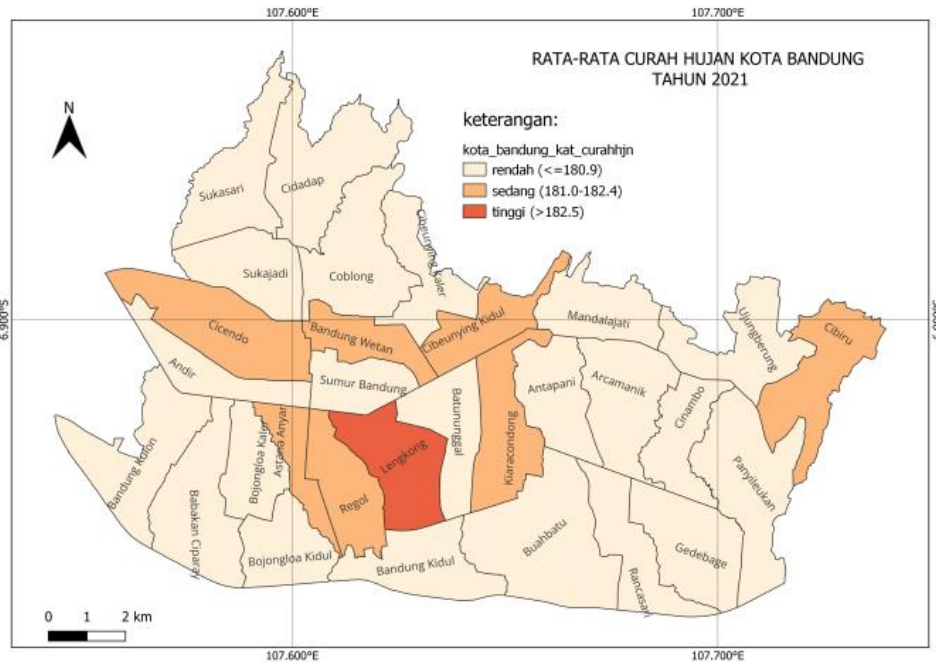 107.600°E
107.700°E
RATA-RATA CURAH HUJAN KOTA BANDUNG
TAHUN 2021
N
keterangan:
kota_bandung_kat_curahhjn
rendah (<=180.9)
sedang (181.0-182.4)
tinggi (>182.5)
Sukasari
Cidadap
Cibeunying Kaler
Sukajadi
Coblong
6.900°S
Cicendo
Bandung Wetan
Cibeunying Kidul
Mandalajati
Ujungberung
Cibiru
Andir
Sumur Bandung
Batununggal
Antapani
Arcamanik
Cinambo
Bandung Kulon
Babakan Ciparay
Bojongloa Kaler
Astana Anyar
Regol
Lengkong
Kiaracondong
Panyileukan
Bojongloa Kidul
Bandung Kidul
Buahbatu
Rancasari
Gedebage
0 1 2 km
107.600°E
107.700°E